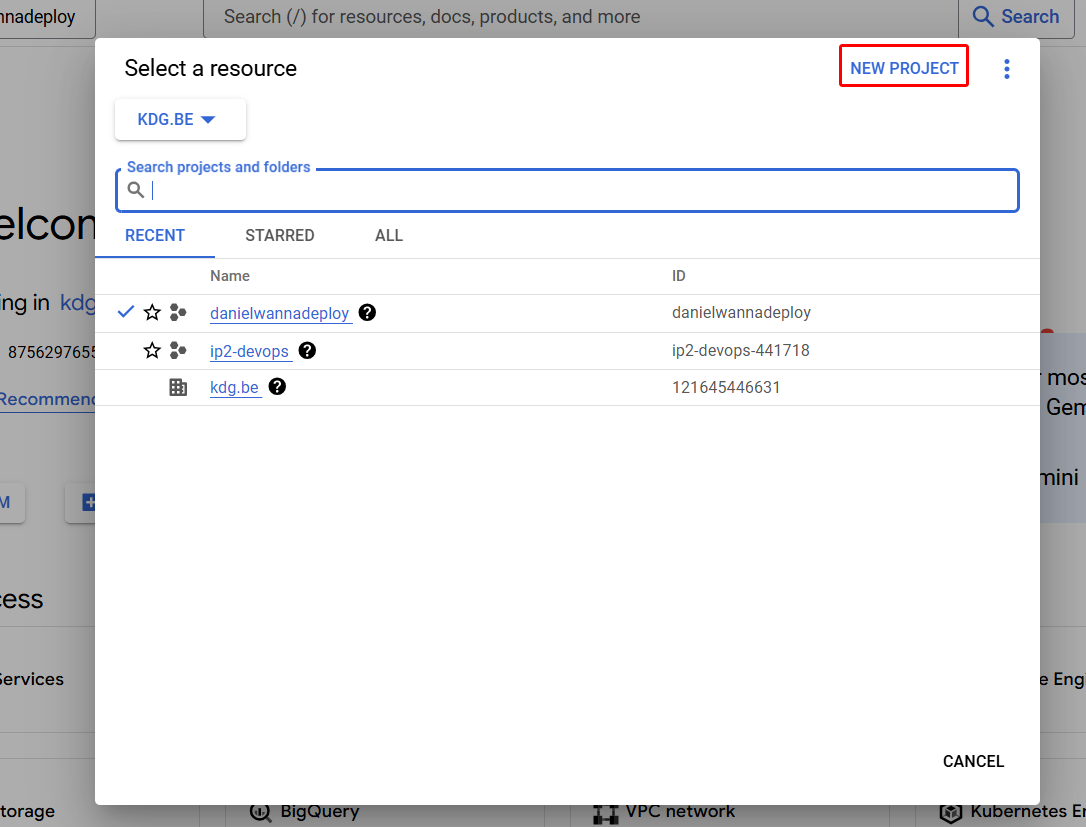 nnadeploy
Search (/) for resources, docs, products, and more
Search
Select a resource
NEW PROJECT
KDG.BE
Search projects and folders
RECENT STARRED ALL
Name ID
danielwannadeploy danielwannadeploy
ip2-devops ip2-devops-441718
kdg.be 121645446631
elcon
ing in kdg
8756297655
Recommend
M
r mos
Gem
mini
cess
Services
e Eng
CANCEL
torage
BigQuery
VPC network
Kubernetes En